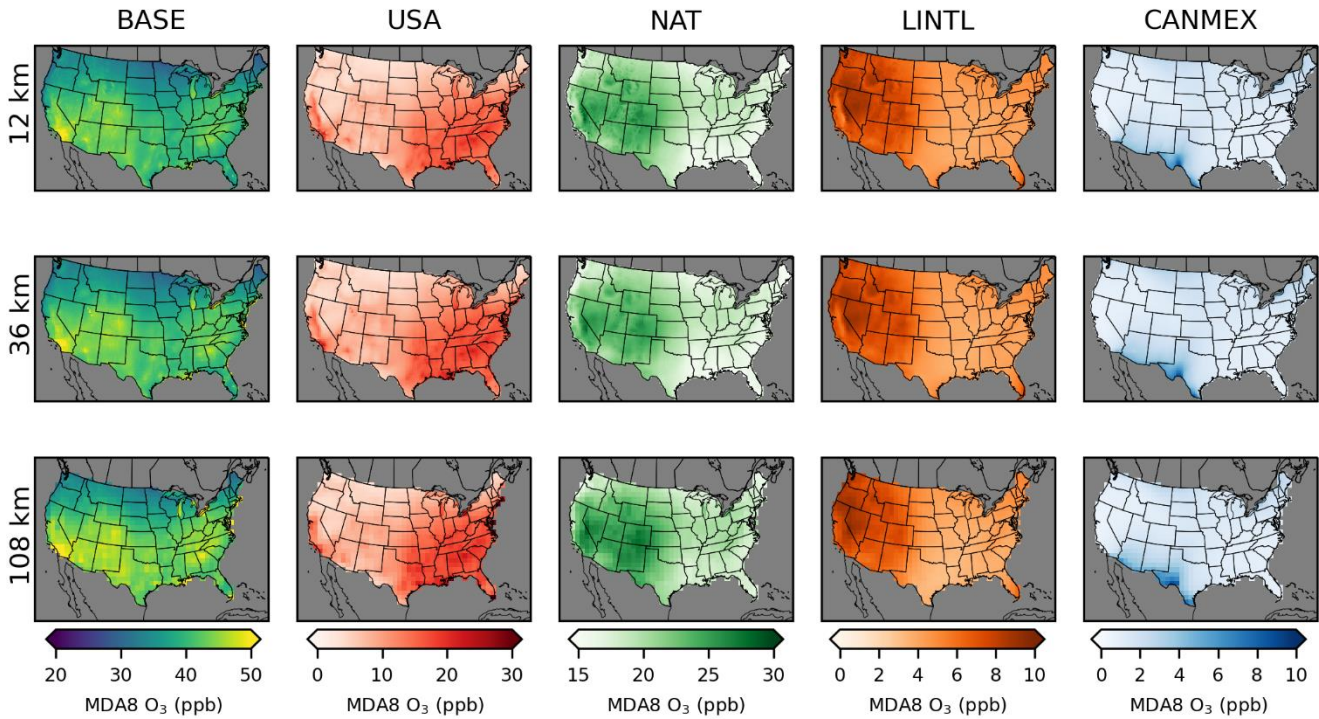 BASE USA NAT LINTL CANMEX
12 km
36 km
108 km
20 30 40 50
MDA8 O₃ (ppb)
0 10 20 30
MDA8 O₃ (ppb)
15 20 25 30
MDA8 O₃ (ppb)
0 2 4 6 8 10
MDA8 O₃ (ppb)
0 2 4 6 8 10
MDA8 O₃ (ppb)